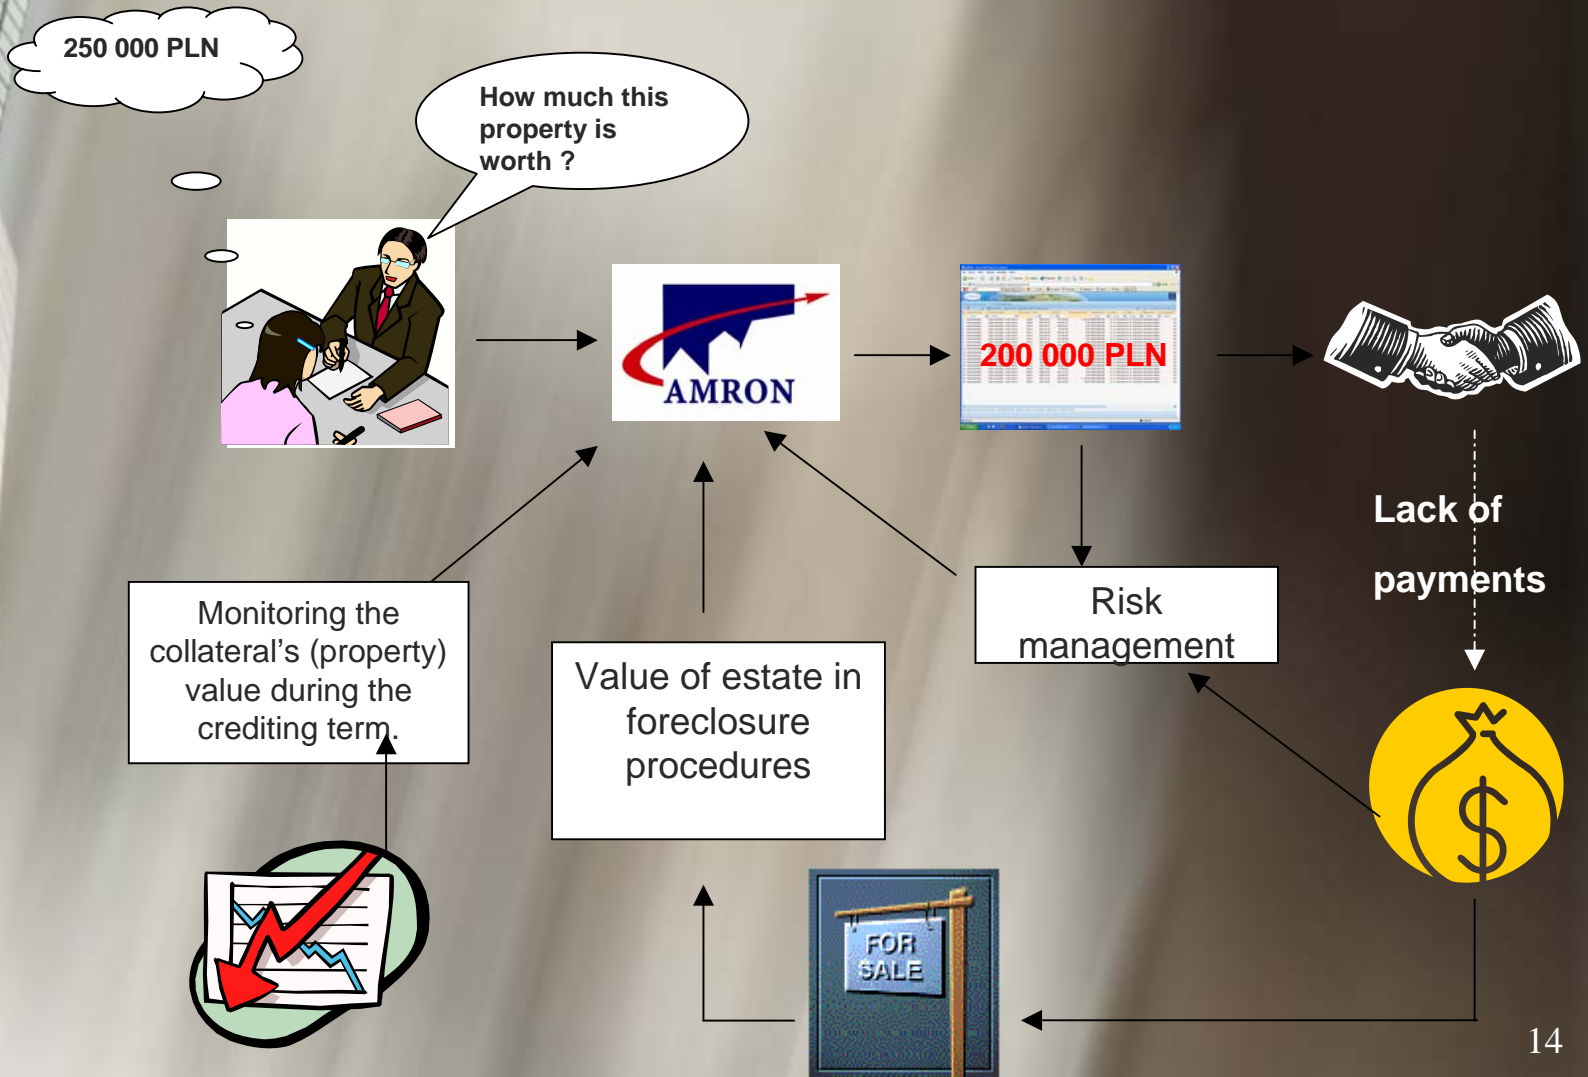 250 000 PLN
How much this
property is
worth ?
AMRON
200 000 PLN
Lack of
payments
Monitoring the
collateral’s (property)
value during the
crediting term.
Value of estate in
foreclosure
procedures
Risk
management
FOR
SALE
14